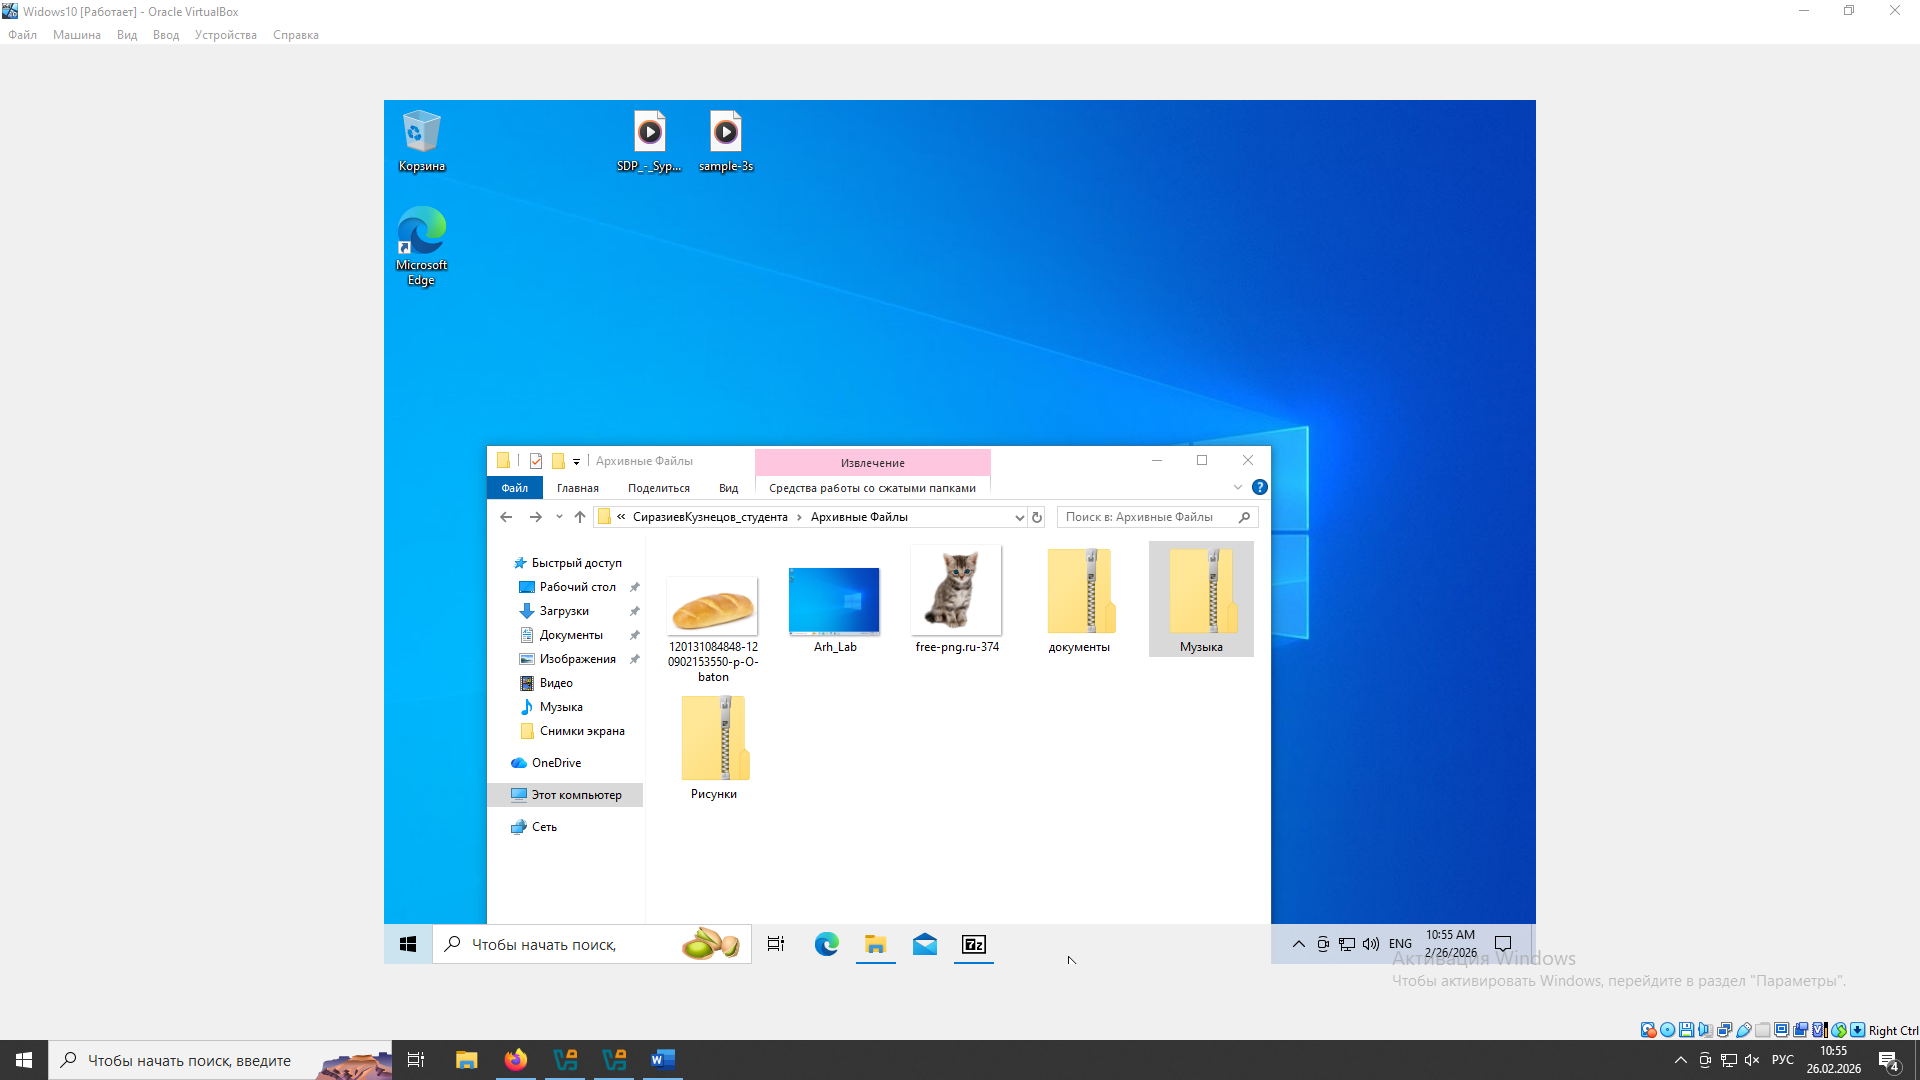 Widows10 [Работает] - Oracle VirtualBox
Файл Машина Вид Ввод Устройства Справка
Корзина
SDP_-_Syp...
sample-3s
Microsoft
Edge
Архивные Файлы
Извлечение
Файл Главная Поделиться Вид Средства работы со сжатыми папками
« СиразиевКузнецов_студента › Архивные Файлы
Поиск в: Архивные Файлы
Быстрый доступ
Рабочий стол
Загрузки
Документы
Изображения
Видео
Музыка
Снимки экрана
OneDrive
Этот компьютер
Сеть
120131084848-12
0902153550-p-O-
baton
Arh_Lab
free-png.ru-374
документы
Музыка
Рисунки
Чтобы начать поиск,
7z
ENG
10:55 AM
2/26/2026
Активация Windows
Чтобы активировать Windows, перейдите в раздел "Параметры".
Right Ctrl
Чтобы начать поиск, введите
РУС
10:55
26.02.2026
4